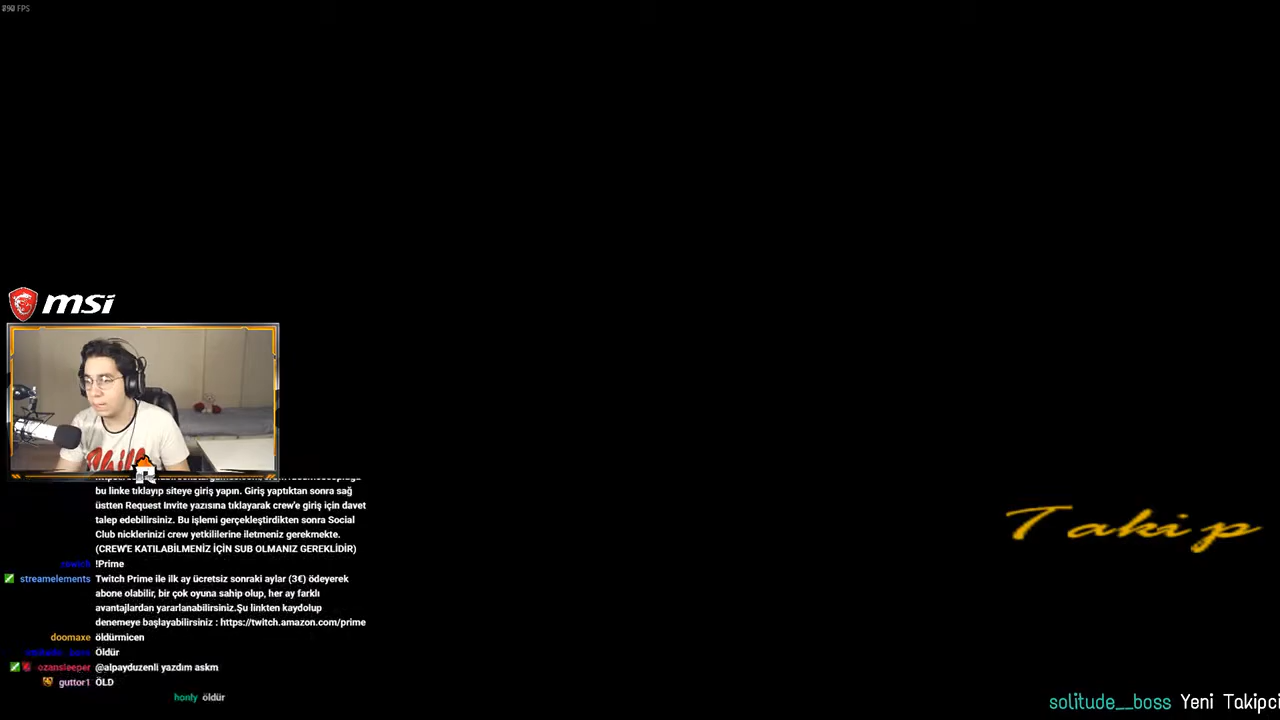 FPS
msi
bu linke tıklayıp siteye giriş yapın. Giriş yaptıktan sonra sağ
üstten Request Invite yazısına tıklayarak crew'e giriş için davet
talep edebilirsiniz. Bu işlemi gerçekleştirdikten sonra Social
Club nicklerinizi crew yetkililerine iletmeniz gerekmekte.
(CREW'E KATILABİLMENİZ İÇİN SUB OLMANIZ GEREKLİDİR)
!Prime
streamelements Twitch Prime ile ilk ay ücretsiz sonraki aylar (3€) ödeyerek
abone olabilir, bir çok oyuna sahip olup, her ay farklı
avantajlardan yararlanabilirsiniz.Şu linkten kaydolup
denemeye başlayabilirsiniz : https://twitch.amazon.com/prime
doomaxe öldürmicen
Öldür
ozansleeper @alpayduzenli yazdım askm
guttor1 ÖLD
honly öldür
Takip
solitude__boss Yeni Takipci